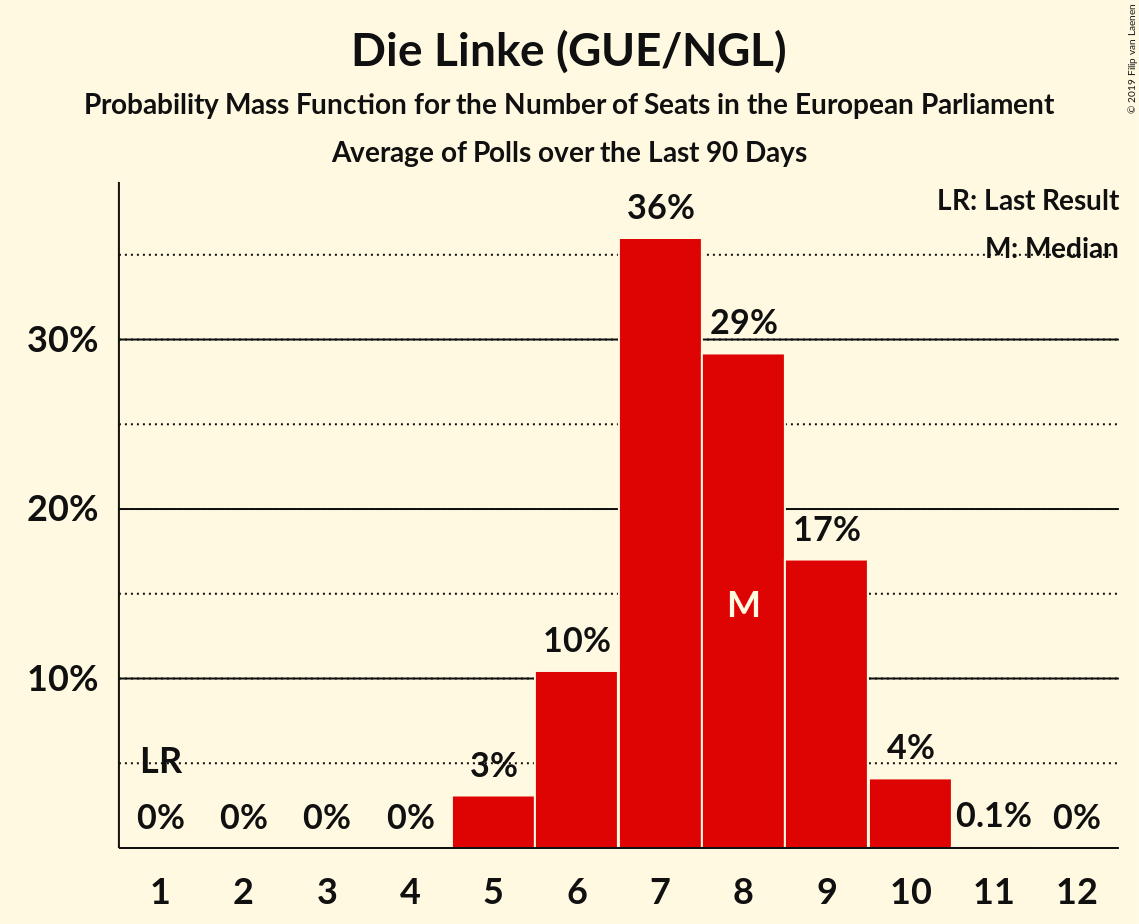 Die Linke (GUE/NGL)
Probability Mass Function for the Number of Seats in the European Parliament
Average of Polls over the Last 90 Days
© 2019 Filip van Laenen
LR: Last Result
M: Median
36%
29%
30%
20%
17%
M
10%
10%
LR
3%
4%
0%
0%
0%
0%
0.1%
0%
1 2 3 4 5 6 7 8 9 10 11 12